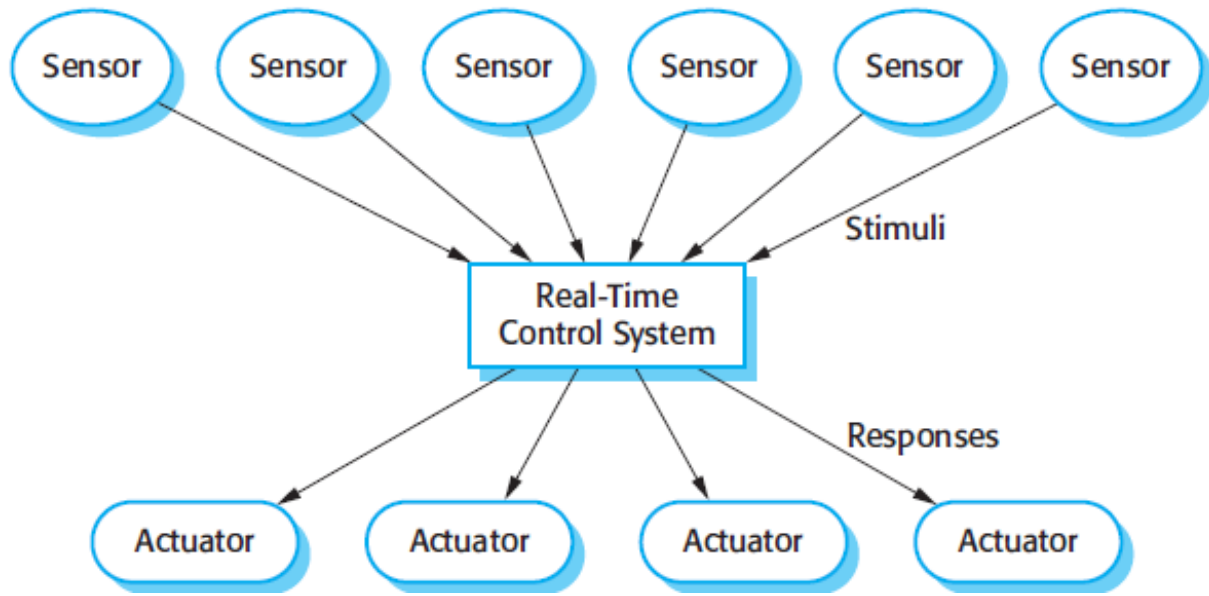 Sensor
Sensor
Sensor
Sensor
Sensor
Sensor
Stimuli
Real-Time
Control System
Responses
Actuator
Actuator
Actuator
Actuator